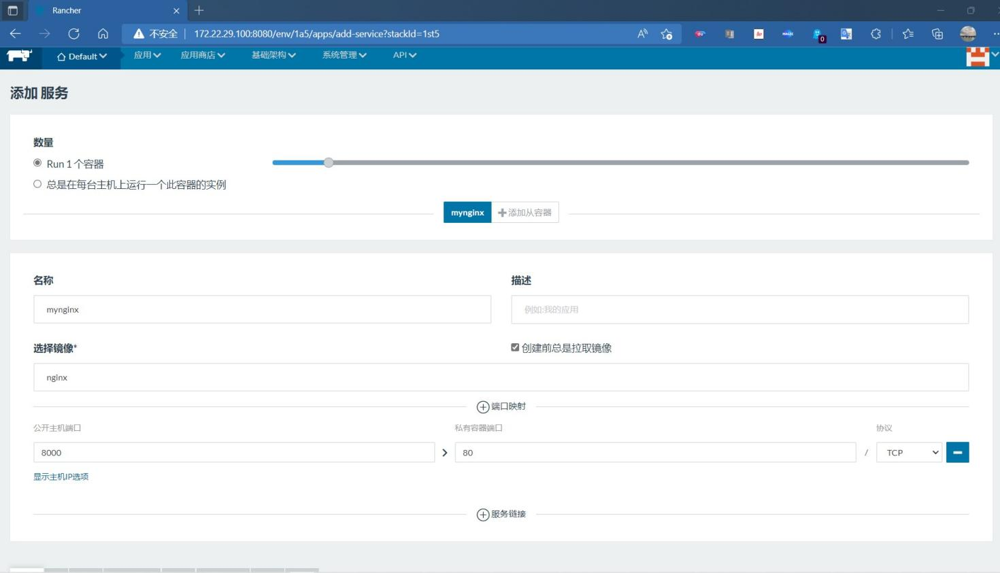 Rancher
不安全 172.22.29.100:8080/env/1a5/apps/add-service?stackId=1st5
0
Default 应用 应用商店 基础架构 系统管理 API
添加 服务
数量
Run 1 个容器
总是在每台主机上运行一个此容器的实例
mynginx 添加从容器
名称 描述
mynginx 例如:我的应用
选择镜像* 创建前总是拉取镜像
nginx
端口映射
公开主机端口 私有容器端口 协议
8000 80 / TCP
显示主机IP选项
服务链接